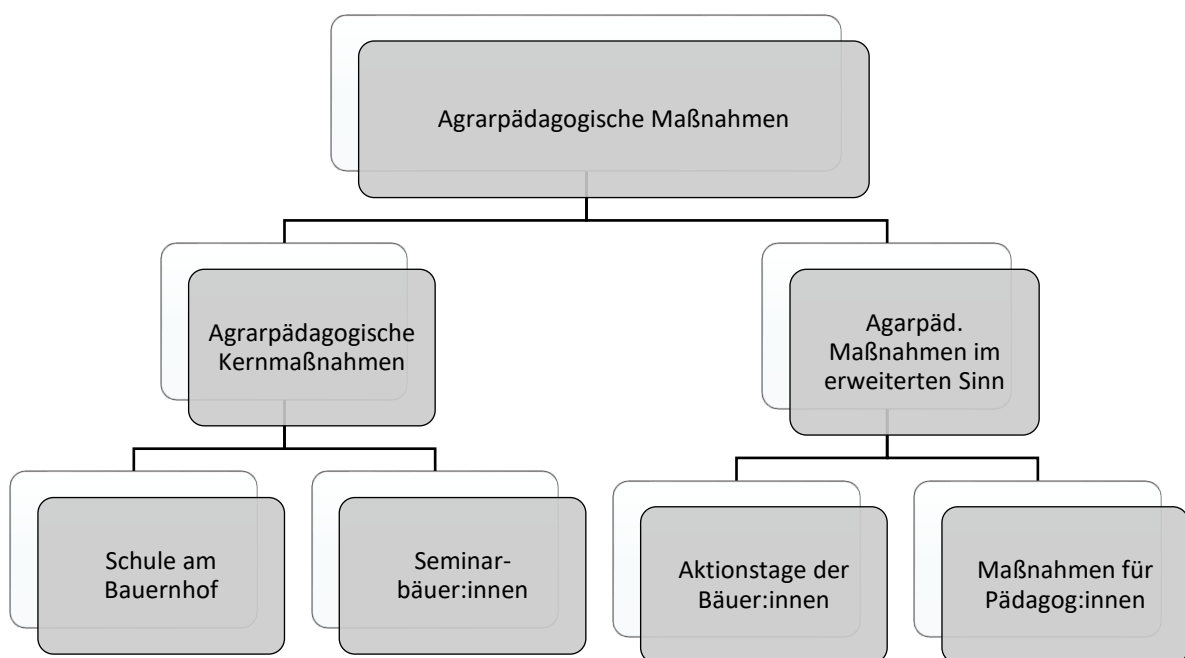 Agrarpädagogische Maßnahmen
Agrarpädagogische
Kernmaßnahmen
Agarpäd.
Maßnahmen im
erweiterten Sinn
Schule am
Bauernhof
Seminar-
bäuer:innen
Aktionstage der
Bäuer:innen
Maßnahmen für
Pädagog:innen